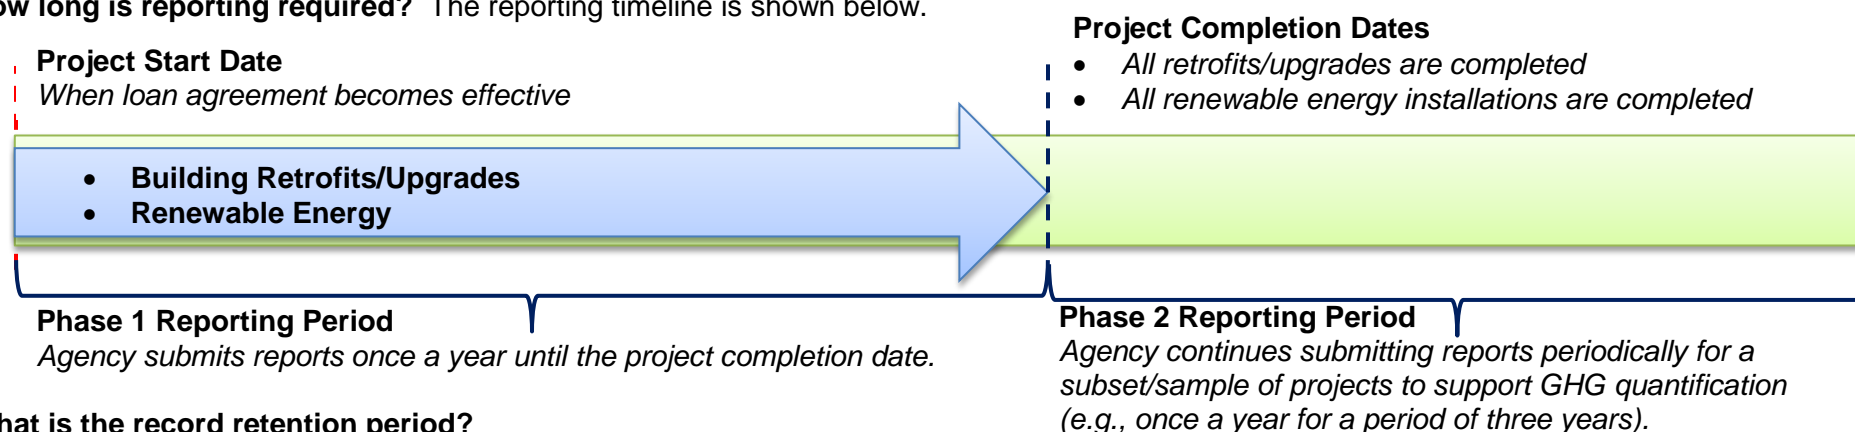 long is reporting required? The reporting timeline is shown below.
Project Start Date
When loan agreement becomes effective
Project Completion Dates
• All retrofits/upgrades are completed
• All renewable energy installations are completed
• Building Retrofits/Upgrades
• Renewable Energy
Phase 1 Reporting Period
Agency submits reports once a year until the project completion date.
Phase 2 Reporting Period
Agency continues submitting reports periodically for a
subset/sample of projects to support GHG quantification
(e.g., once a year for a period of three years).
is the record retention period?